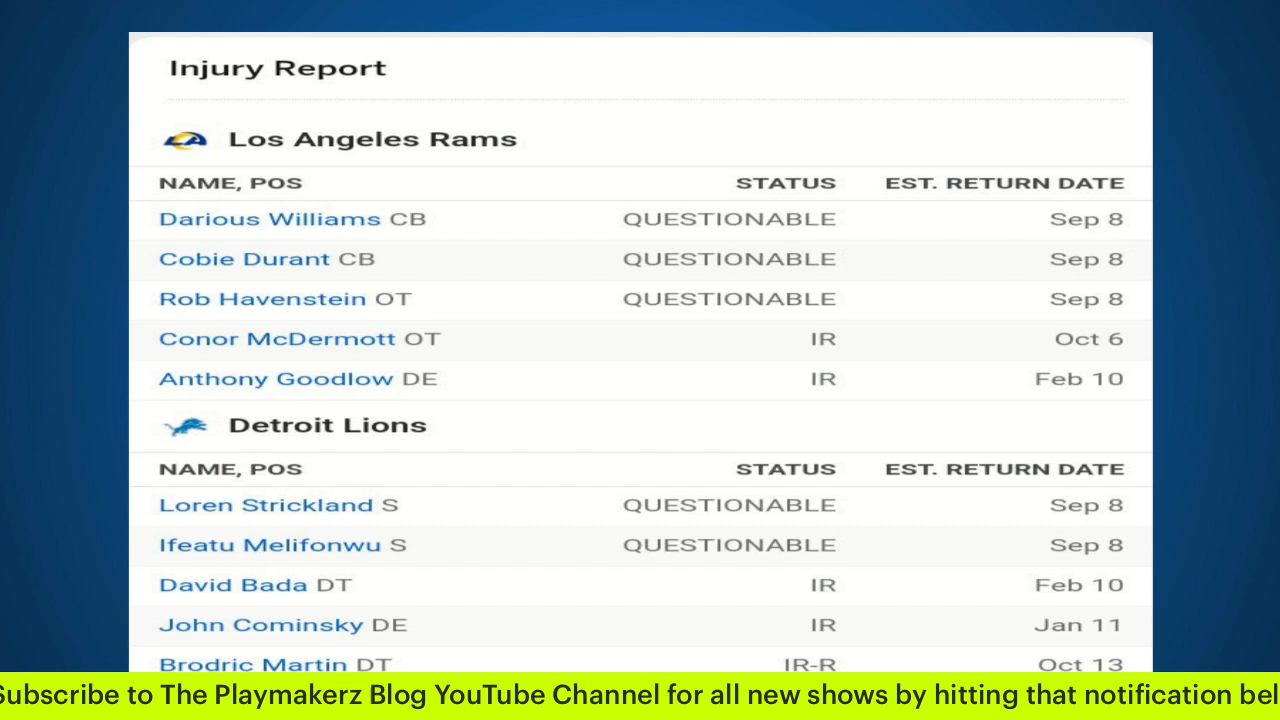 Injury Report
Los Angeles Rams
NAME, POS STATUS EST. RETURN DATE
Darious Williams CB QUESTIONABLE Sep 8
Cobie Durant CB QUESTIONABLE Sep 8
Rob Havenstein OT QUESTIONABLE Sep 8
Conor McDermott OT IR Oct 6
Anthony Goodlow DE IR Feb 10
Detroit Lions
NAME, POS STATUS EST. RETURN DATE
Loren Strickland S QUESTIONABLE Sep 8
Ifeatu Melifonwu S QUESTIONABLE Sep 8
David Bada DT IR Feb 10
John Cominsky DE IR Jan 11
Brodric Martin DT IR-R Oct 13
Subscribe to The Playmakerz Blog YouTube Channel for all new shows by hitting that notification bel